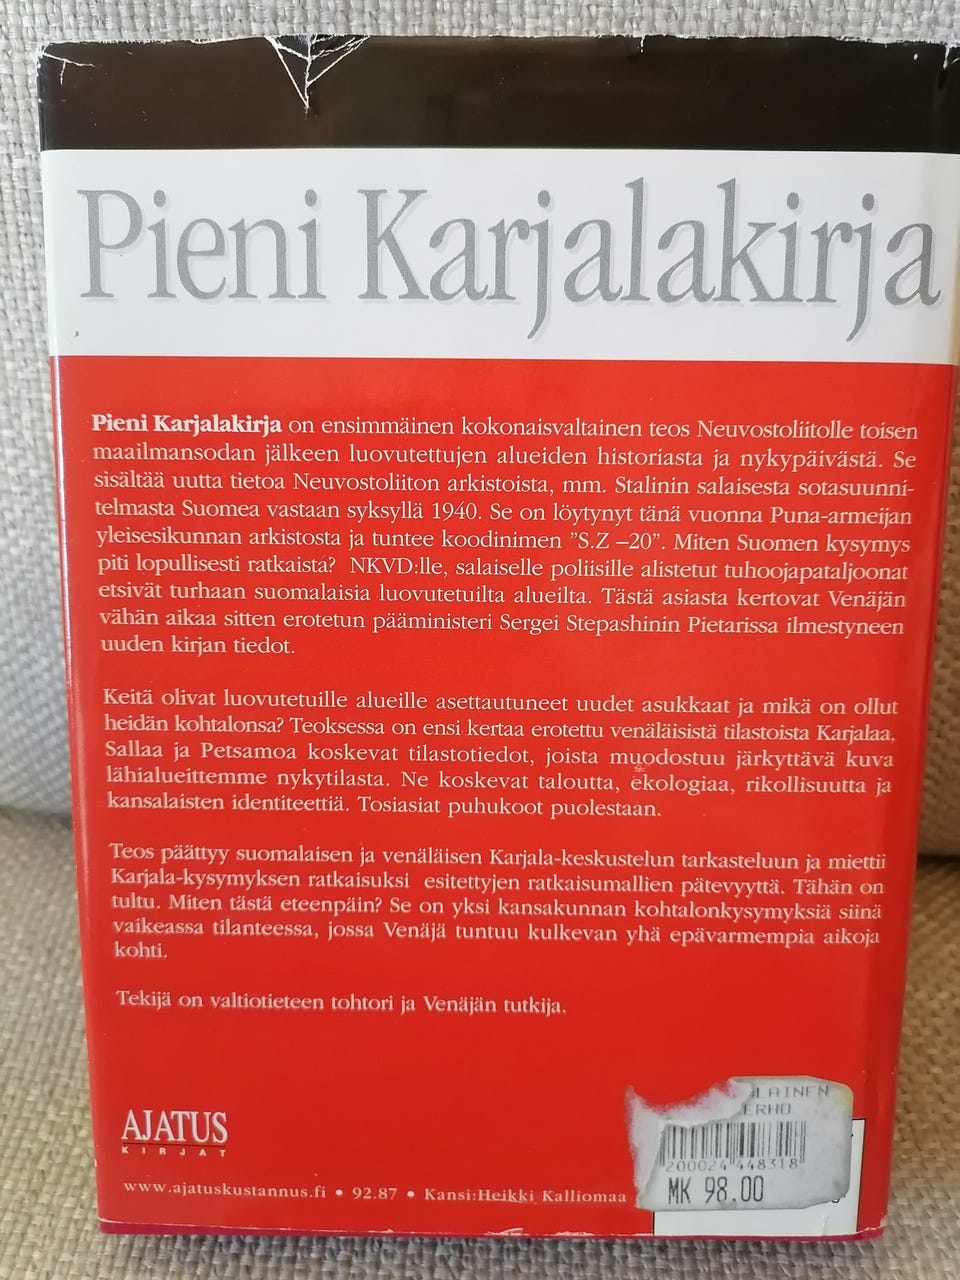 Pieni Karjalakirja
Pieni Karjalakirja on ensimmäinen kokonaisvaltainen teos Neuvostoliitolle toisen
maailmansodan jälkeen luovutettujen alueiden historiasta ja nykypäivästä. Se
sisältää uutta tietoa Neuvostoliiton arkistoista, mm. Stalinin salaisesta sotasuunni-
telmasta Suomea vastaan syksyllä 1940. Se on löytynyt tänä vuonna Puna-armeijan
yleisesikunnan arkistosta ja tuntee koodinimen "S.Z –20". Miten Suomen kysymys
piti lopullisesti ratkaista? NKVD:lle, salaiselle poliisille alistetut tuhoojapataljoonat
etsivät turhaan suomalaisia luovutetuilta alueilta. Tästä asiasta kertovat Venäjän
vähän aikaa sitten erotetun pääministeri Sergei Stepashinin Pietarissa ilmestyneen
uuden kirjan tiedot.
Keitä olivat luovutetuille alueille asettautuneet uudet asukkaat ja mikä on ollut
heidän kohtalonsa? Teoksessa on ensi kertaa erotettu venäläisistä tilastoista Karjalaa,
Sallaa ja Petsamoa koskevat tilastotiedot, joista muodostuu järkyttävä kuva
lähialueittemme nykytilasta. Ne koskevat taloutta, ekologiaa, rikollisuutta ja
kansalaisten identiteettiä. Tosiasiat puhukoot puolestaan.
Teos päättyy suomalaisen ja venäläisen Karjala-keskustelun tarkasteluun ja miettii
Karjala-kysymyksen ratkaisuksi esitettyjen ratkaisumallien pätevyyttä. Tähän on
tultu. Miten tästä eteenpäin? Se on yksi kansakunnan kohtalonkysymyksiä siinä
vaikeassa tilanteessa, jossa Venäjä tuntuu kulkevan yhä epävarmempia aikoja
kohti.
Tekijä on valtiotieteen tohtori ja Venäjän tutkija.
AJATUS
KIRJAT
www.ajatuskustannus.fi • 92.87 • Kansi:Heikki Kalliomaa
LAINEN
ERHO
200024 448318
MK 98.00